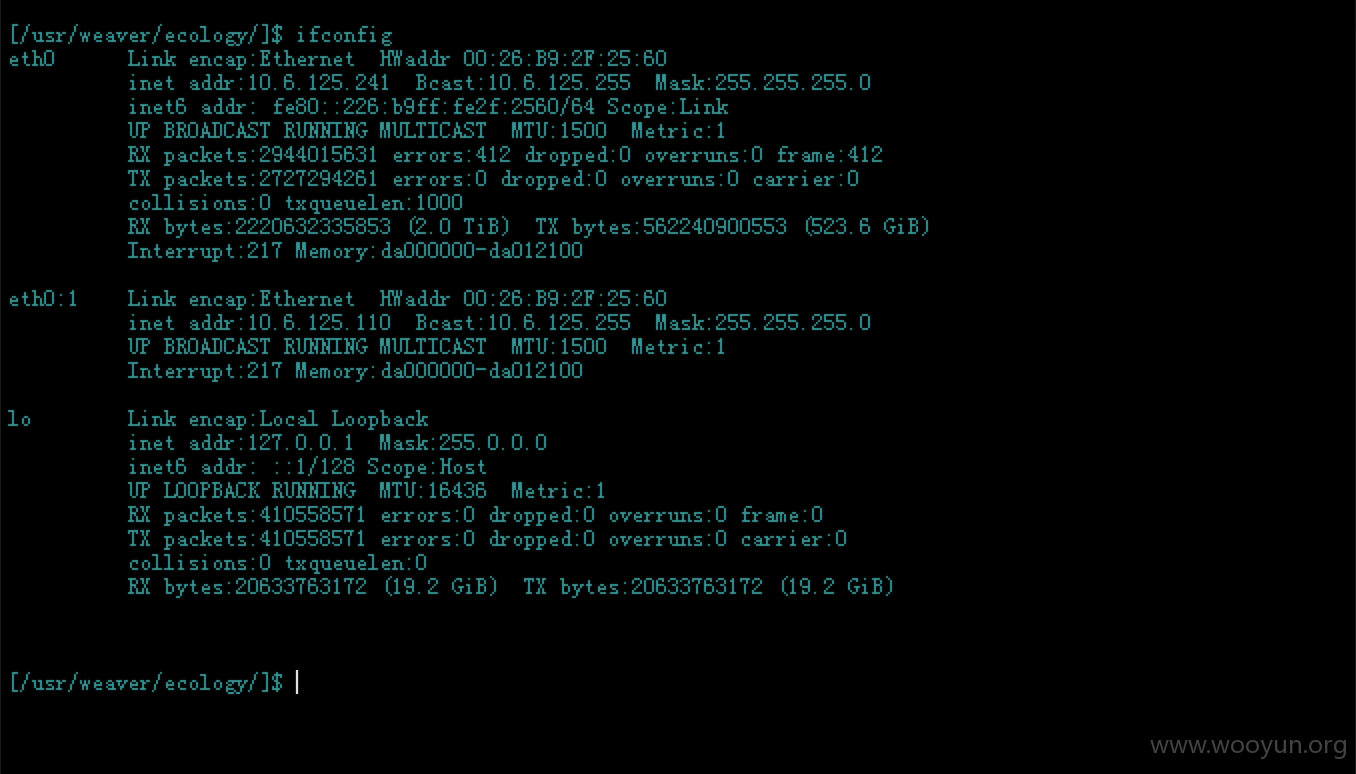 [/usr/weaver/ecology/]$ ifconfig
eth0      Link encap:Ethernet  HWaddr 00:26:B9:2F:25:60
          inet addr:10.6.125.241  Bcast:10.6.125.255  Mask:255.255.255.0
          inet6 addr: fe80::226:b9ff:fe2f:2560/64 Scope:Link
          UP BROADCAST RUNNING MULTICAST  MTU:1500  Metric:1
          RX packets:2944015631 errors:412 dropped:0 overruns:0 frame:412
          TX packets:2727294261 errors:0 dropped:0 overruns:0 carrier:0
          collisions:0 txqueuelen:1000
          RX bytes:2220632335853 (2.0 TiB)  TX bytes:562240900553 (523.6 GiB)
          Interrupt:217 Memory:da000000-da012100
eth0:1    Link encap:Ethernet  HWaddr 00:26:B9:2F:25:60
          inet addr:10.6.125.110  Bcast:10.6.125.255  Mask:255.255.255.0
          UP BROADCAST RUNNING MULTICAST  MTU:1500  Metric:1
          Interrupt:217 Memory:da000000-da012100
lo        Link encap:Local Loopback
          inet addr:127.0.0.1  Mask:255.0.0.0
          inet6 addr: ::1/128 Scope:Host
          UP LOOPBACK RUNNING  MTU:16436  Metric:1
          RX packets:410558571 errors:0 dropped:0 overruns:0 frame:0
          TX packets:410558571 errors:0 dropped:0 overruns:0 carrier:0
          collisions:0 txqueuelen:0
          RX bytes:20633763172 (19.2 GiB)  TX bytes:20633763172 (19.2 GiB)
[/usr/weaver/ecology/]$
www.wooyun.org